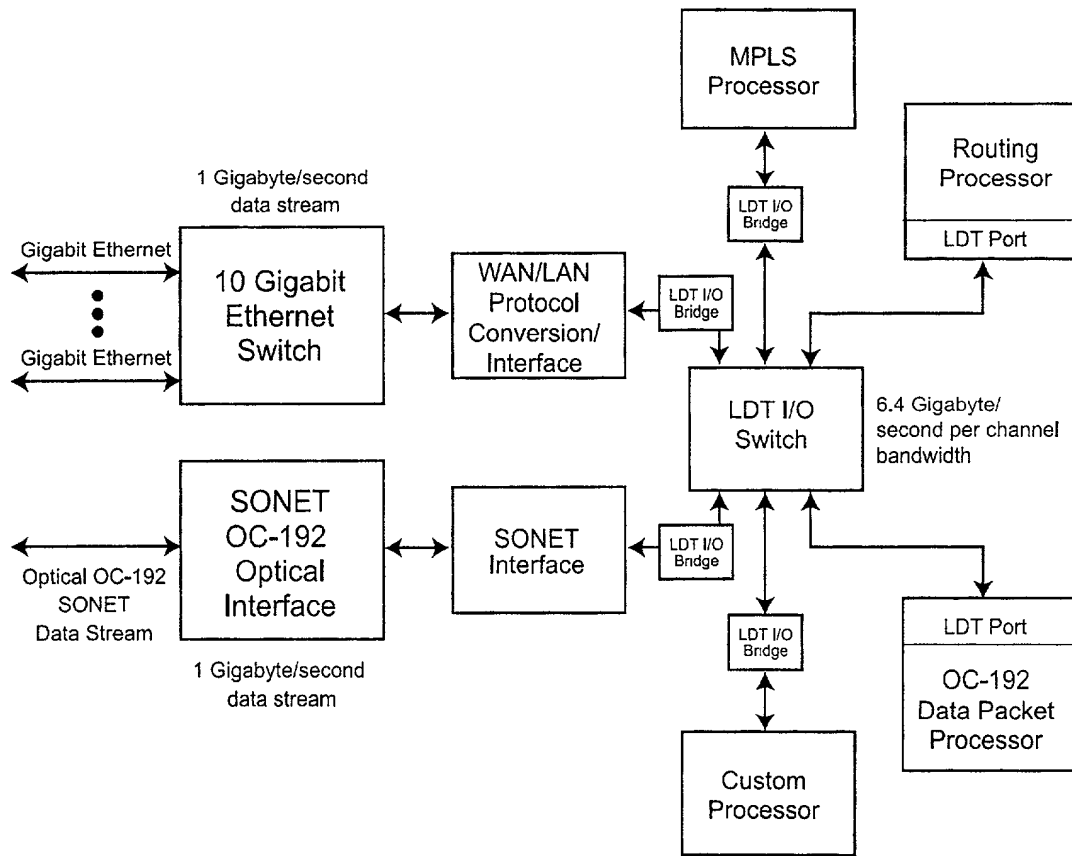 MPLS
Processor
Routing
Processor
LDT Port
LDT I/O
Bridge
1 Gigabyte/second
data stream
Gigabit Ethernet
Gigabit Ethernet
10 Gigabit
Ethernet
Switch
WAN/LAN
Protocol
Conversion/
Interface
LDT I/O
Bridge
LDT I/O
Switch
6.4 Gigabyte/
second per channel
bandwidth
SONET
OC-192
Optical
Interface
SONET
Interface
LDT I/O
Bridge
Optical OC-192
SONET
Data Stream
1 Gigabyte/second
data stream
LDT I/O
Bridge
LDT Port
OC-192
Data Packet
Processor
Custom
Processor